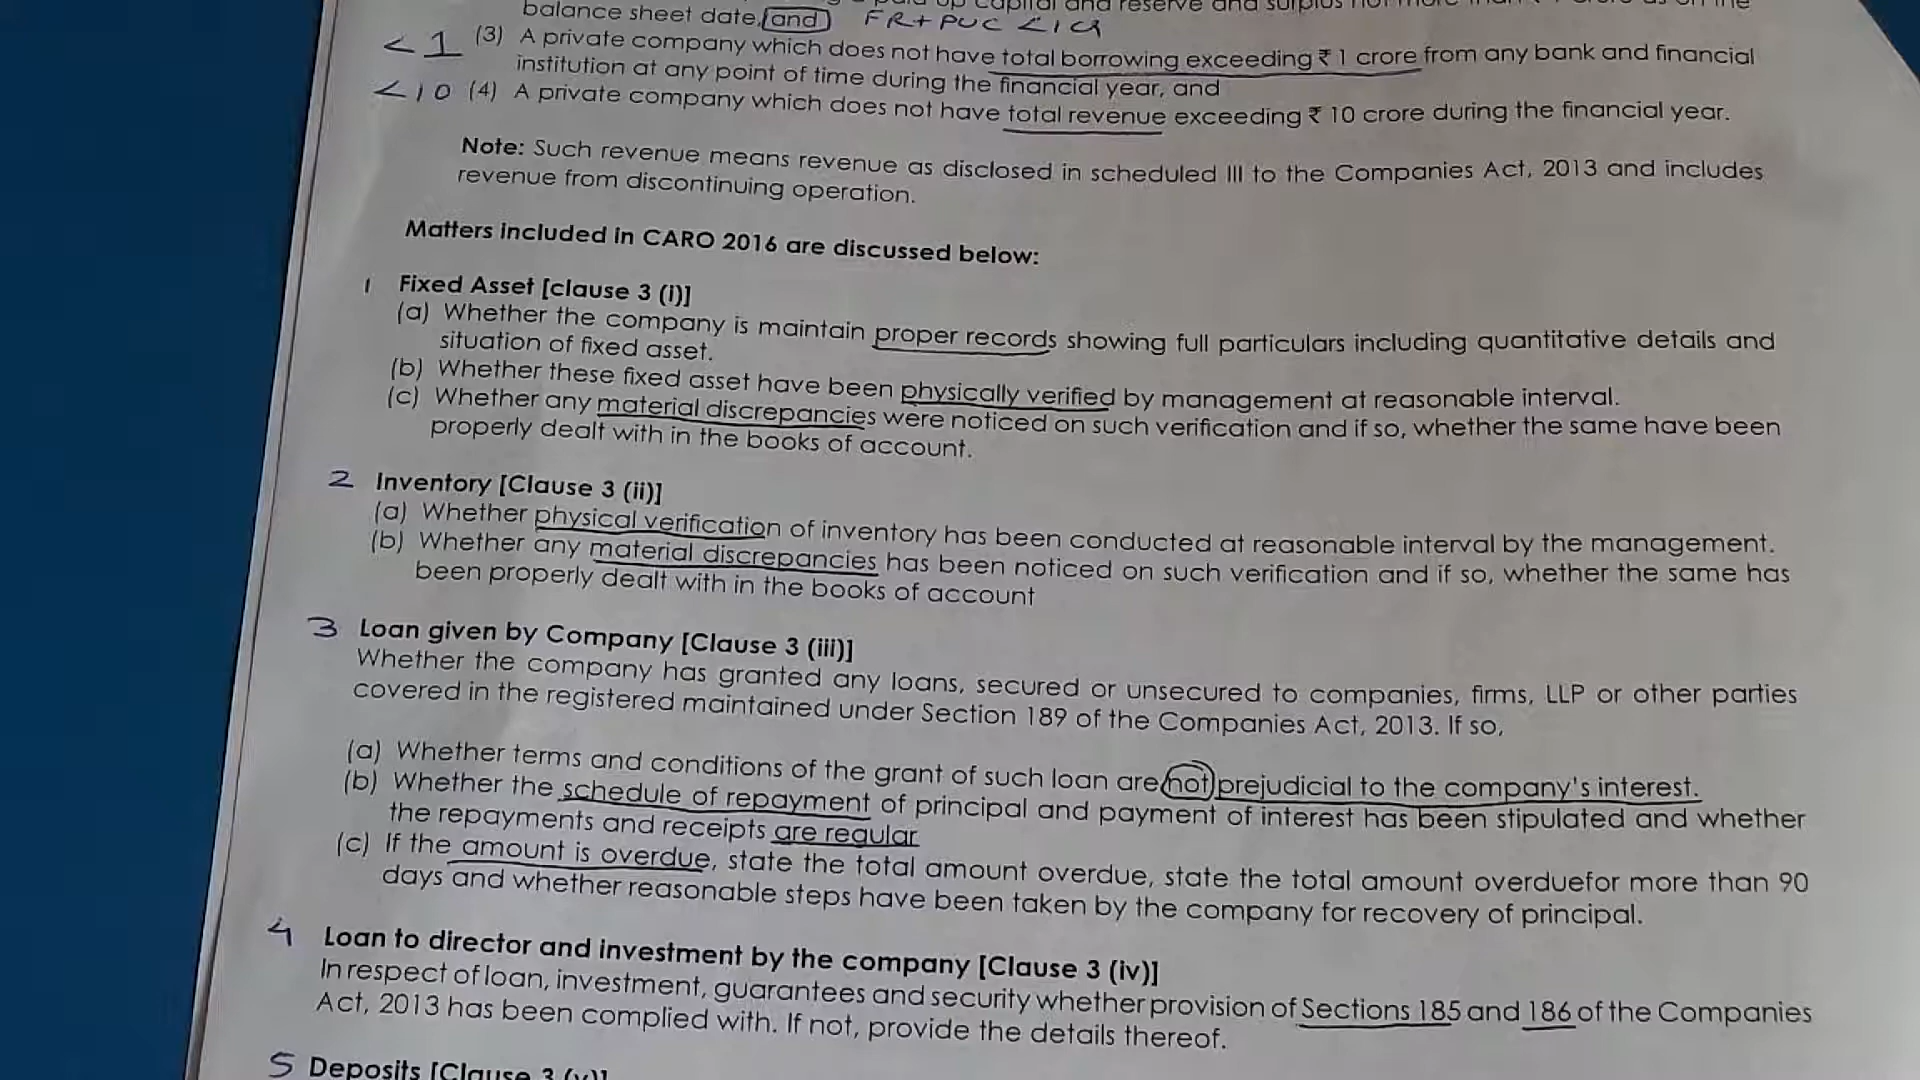 paid up capital and reserve and surplus not more than ₹ 1 crore as on the
balance sheet date, and FR+PUC <1C
<1 (3) A private company which does not have total borrowing exceeding ₹ 1 crore from any bank and financial
institution at any point of time during the financial year, and
<10 (4) A private company which does not have total revenue exceeding ₹ 10 crore during the financial year.
Note: Such revenue means revenue as disclosed in scheduled III to the Companies Act, 2013 and includes
revenue from discontinuing operation.
Matters included in CARO 2016 are discussed below:
1 Fixed Asset [clause 3 (i)]
(a) Whether the company is maintain proper records showing full particulars including quantitative details and
situation of fixed asset.
(b) Whether these fixed asset have been physically verified by management at reasonable interval.
(c) Whether any material discrepancies were noticed on such verification and if so, whether the same have been
properly dealt with in the books of account.
2 Inventory [Clause 3 (ii)]
(a) Whether physical verification of inventory has been conducted at reasonable interval by the management.
(b) Whether any material discrepancies has been noticed on such verification and if so, whether the same has
been properly dealt with in the books of account
3 Loan given by Company [Clause 3 (iii)]
Whether the company has granted any loans, secured or unsecured to companies, firms, LLP or other parties
covered in the registered maintained under Section 189 of the Companies Act, 2013. If so,
(a) Whether terms and conditions of the grant of such loan are not prejudicial to the company's interest.
(b) Whether the schedule of repayment of principal and payment of interest has been stipulated and whether
the repayments and receipts are regular
(c) If the amount is overdue, state the total amount overdue, state the total amount overduefor more than 90
days and whether reasonable steps have been taken by the company for recovery of principal.
4 Loan to director and investment by the company [Clause 3 (iv)]
In respect of loan, investment, guarantees and security whether provision of Sections 185 and 186 of the Companies
Act, 2013 has been complied with. If not, provide the details thereof.
5 Deposits [Clause 3 (v)]